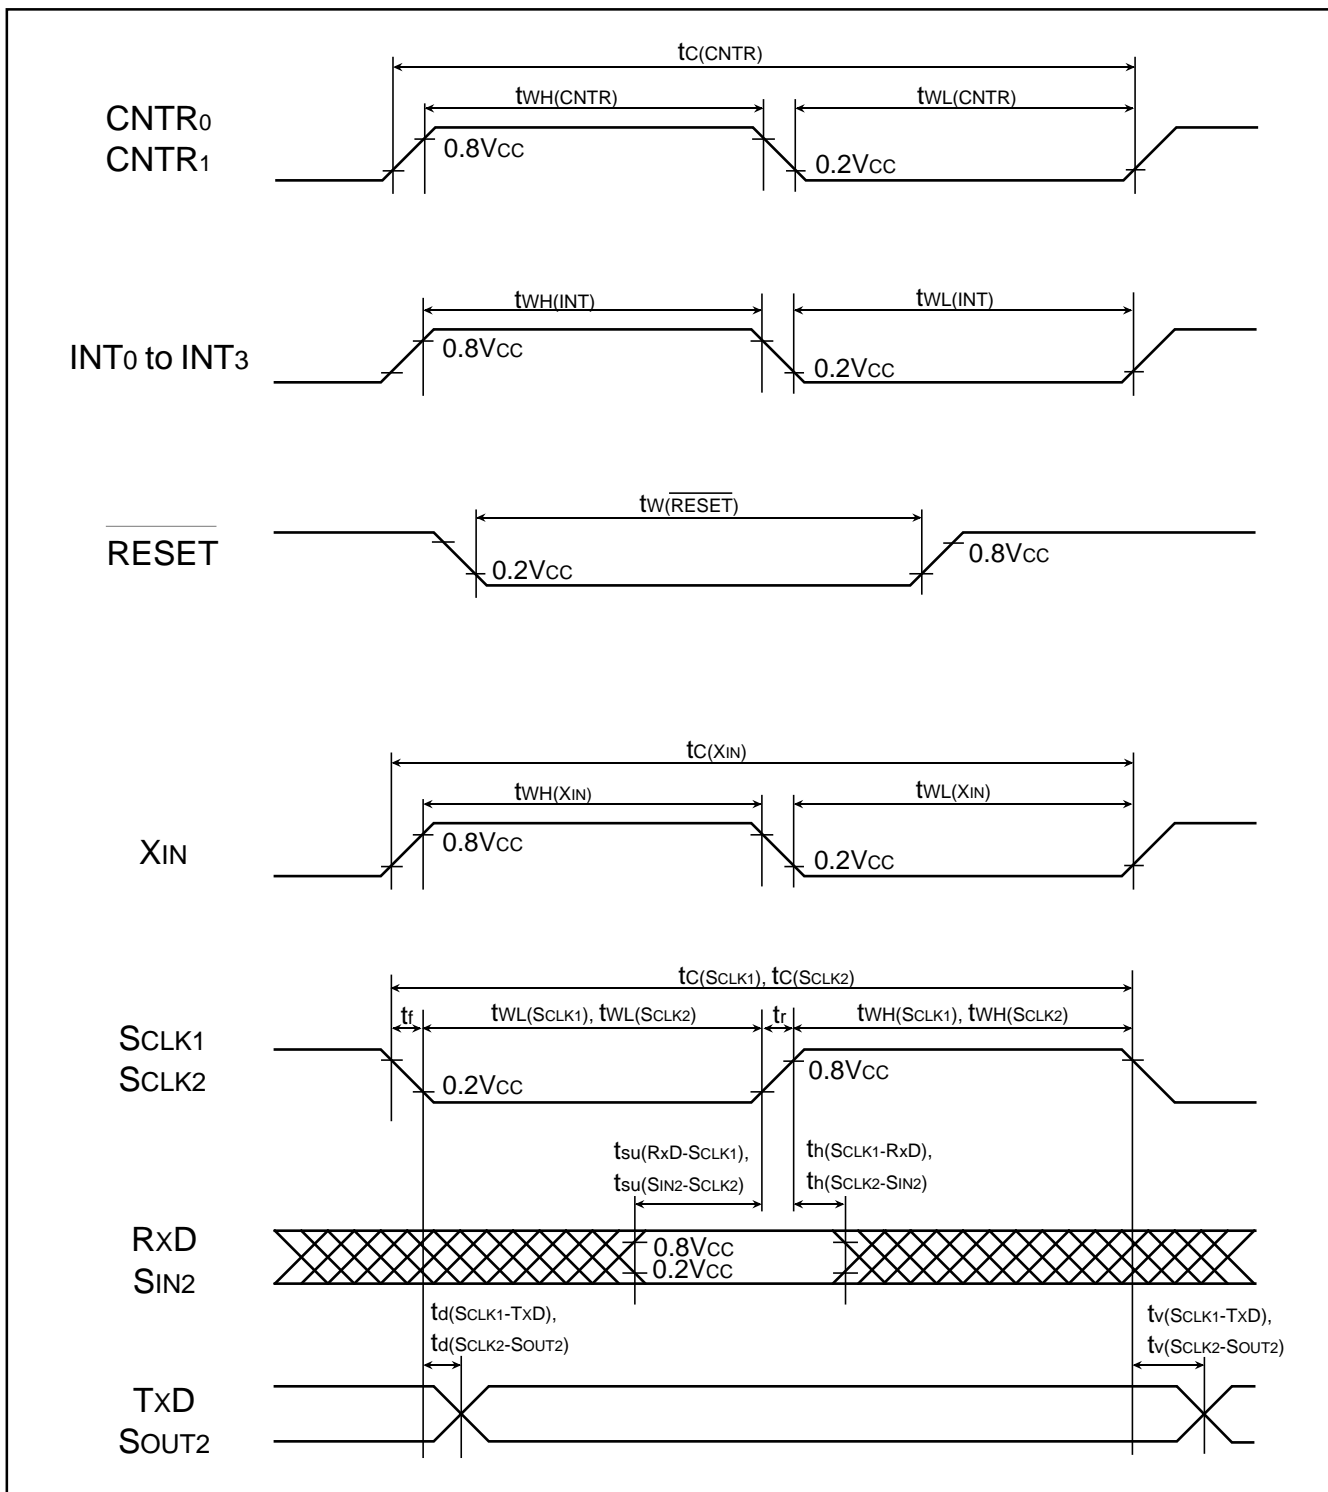 tC(CNTR)
tWH(CNTR)
tWL(CNTR)
CNTR0
CNTR1
0.8VCC
0.2VCC
tWH(INT)
tWL(INT)
INT0 to INT3
0.8VCC
0.2VCC
tW(RESET)
RESET
0.2VCC
0.8VCC
tC(XIN)
tWH(XIN)
tWL(XIN)
XIN
0.8VCC
0.2VCC
tC(SCLK1), tC(SCLK2)
tf
tWL(SCLK1), tWL(SCLK2)
tr
tWH(SCLK1), tWH(SCLK2)
SCLK1
SCLK2
0.2VCC
0.8VCC
tsu(RXD-SCLK1),
tsu(SIN2-SCLK2)
th(SCLK1-RXD),
th(SCLK2-SIN2)
RXD
SIN2
0.8VCC
0.2VCC
td(SCLK1-TXD),
td(SCLK2-SOUT2)
tv(SCLK1-TXD),
tv(SCLK2-SOUT2)
TXD
SOUT2